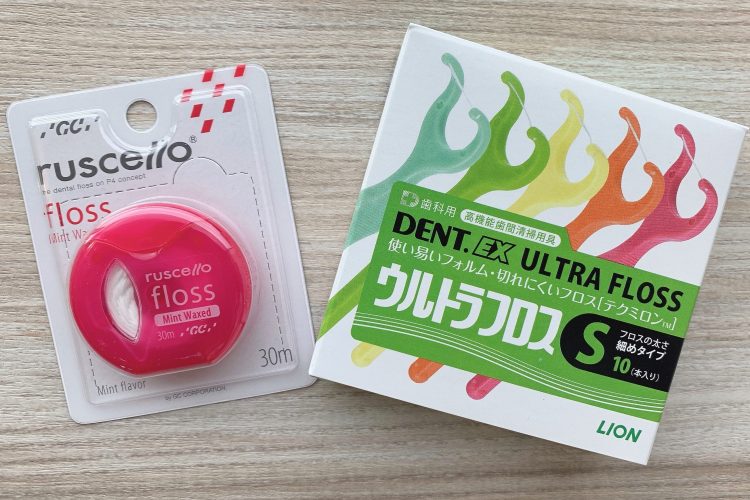 GC
ruscello®
the dental floss on P4 concept.
floss
Mint Waxed
ruscello
floss
Mint Waxed
30m
GC
30m
Mint flavor
by GC CORPORATION
D 歯科用 高機能歯間清掃用具
DENT. EX ULTRA FLOSS
使い易いフォルム・切れにくいフロス[テクミロン™]
ウルトラフロス
S
フロスの太さ
細めタイプ
10(本入り)
LION